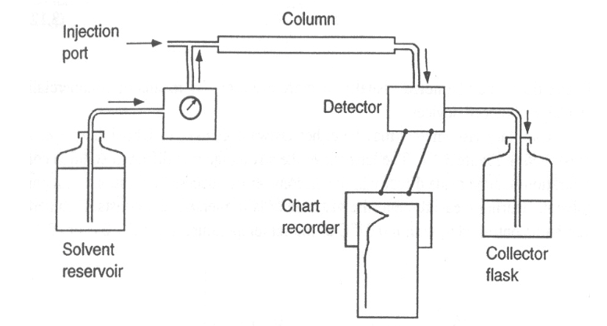 Column
Injection
port
Detector
Chart
recorder
Solvent
reservoir
Collector
flask